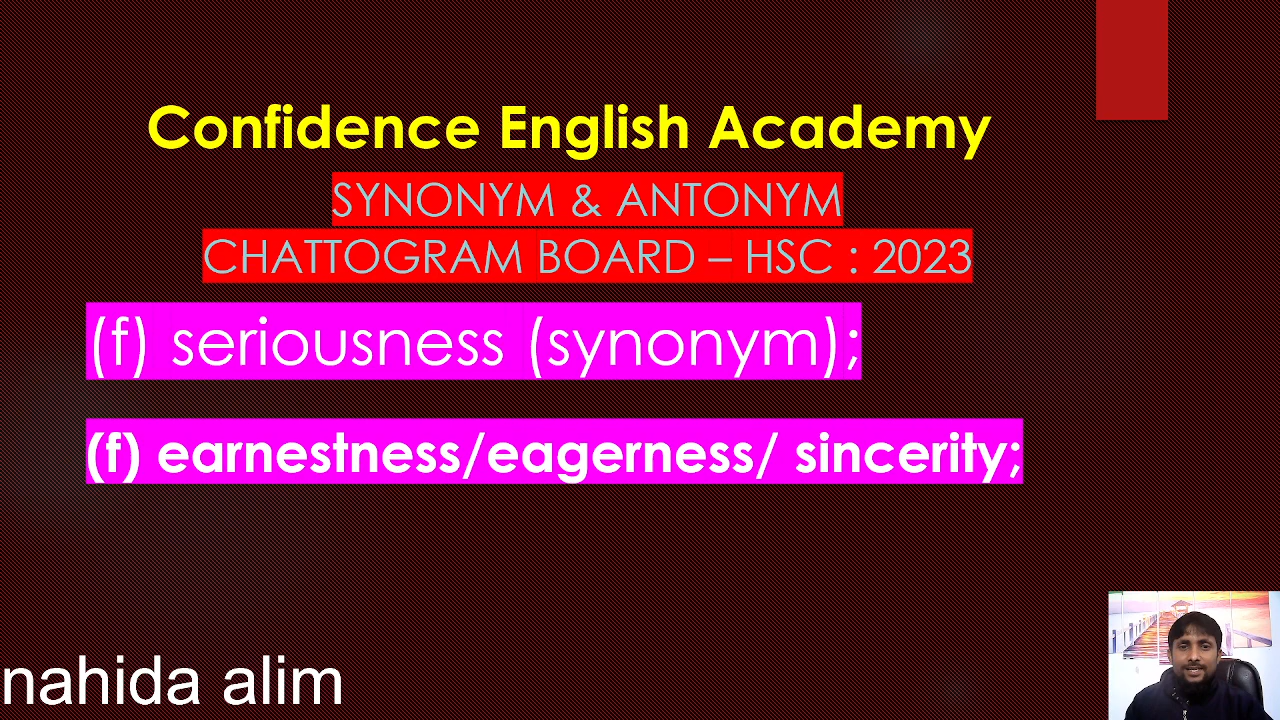 Confidence English Academy
SYNONYM & ANTONYM
CHATTOGRAM BOARD – HSC : 2023
(f) seriousness (synonym);
(f) earnestness/eagerness/ sincerity;
nahida alim